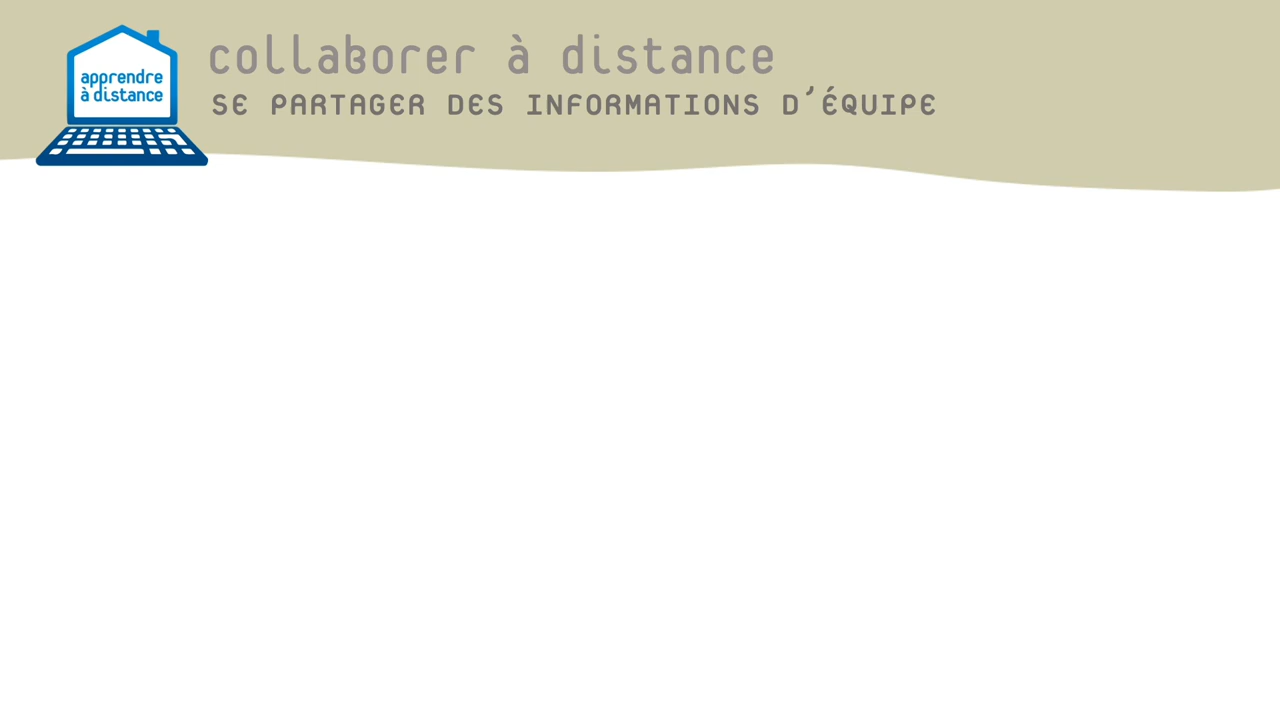 apprendre
à distance
collaborer à distance
SE PARTAGER DES INFORMATIONS D'ÉQUIPE